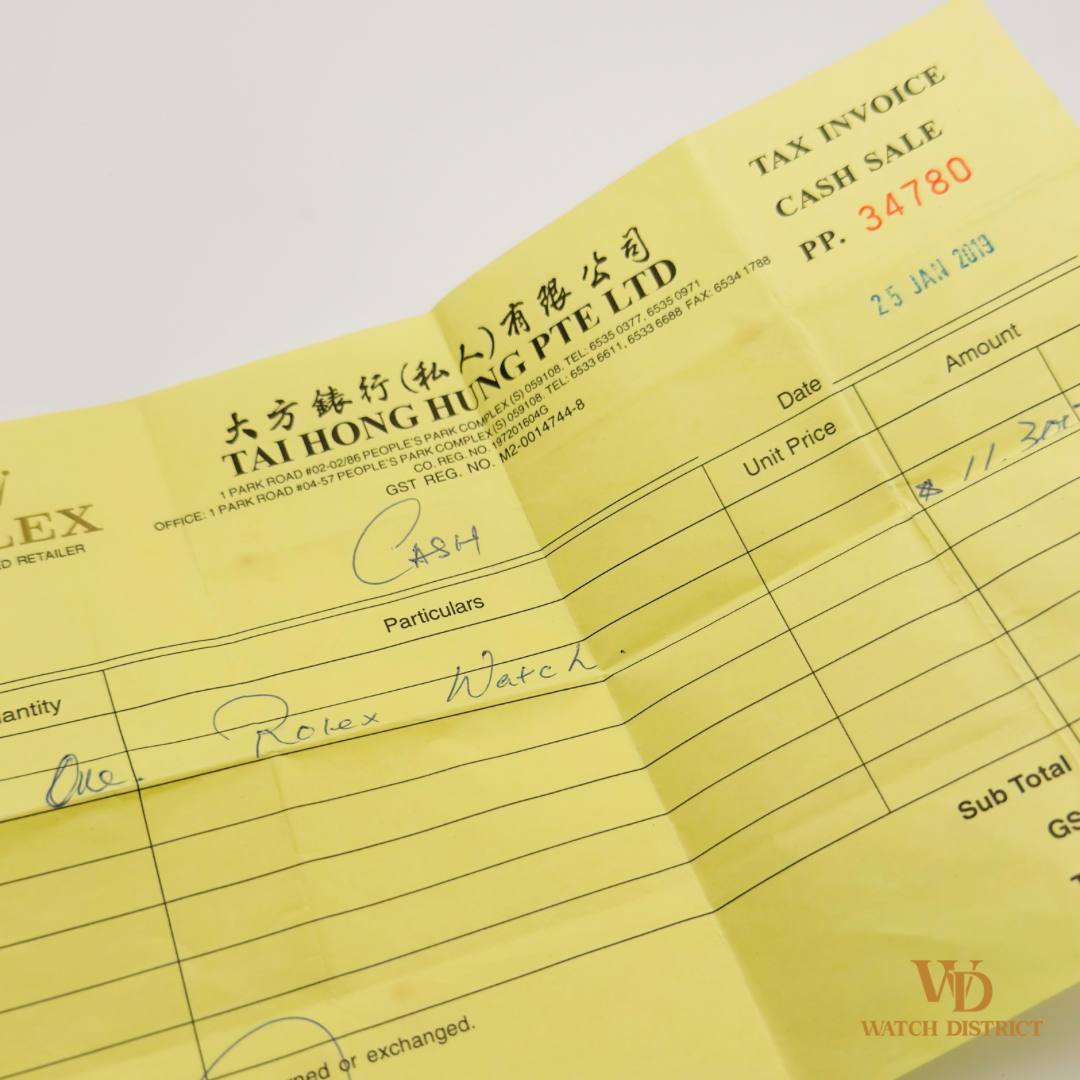 TAX INVOICE
CASH SALE
PP. 34780
25 JAN 2019
大方錶行(私人)有限公司
TAI HONG HUNG PTE LTD
1 PARK ROAD #02-02/86 PEOPLE'S PARK COMPLEX (S) 059108. TEL: 6535 0377, 6535 0971
OFFICE: 1 PARK ROAD #04-57 PEOPLE'S PARK COMPLEX (S) 059108. TEL: 6533 6611, 6533 6688 FAX: 6534 1788
CO. REG. NO. 197201604G
GST REG. NO. M2-0014744-8
LEX
D RETAILER
CASH
Date
antity
Particulars
Unit Price
Amount
One. Rolex Watch. $ 11.
Sub Total
GS
ned or exchanged.
WD
WATCH DISTRICT